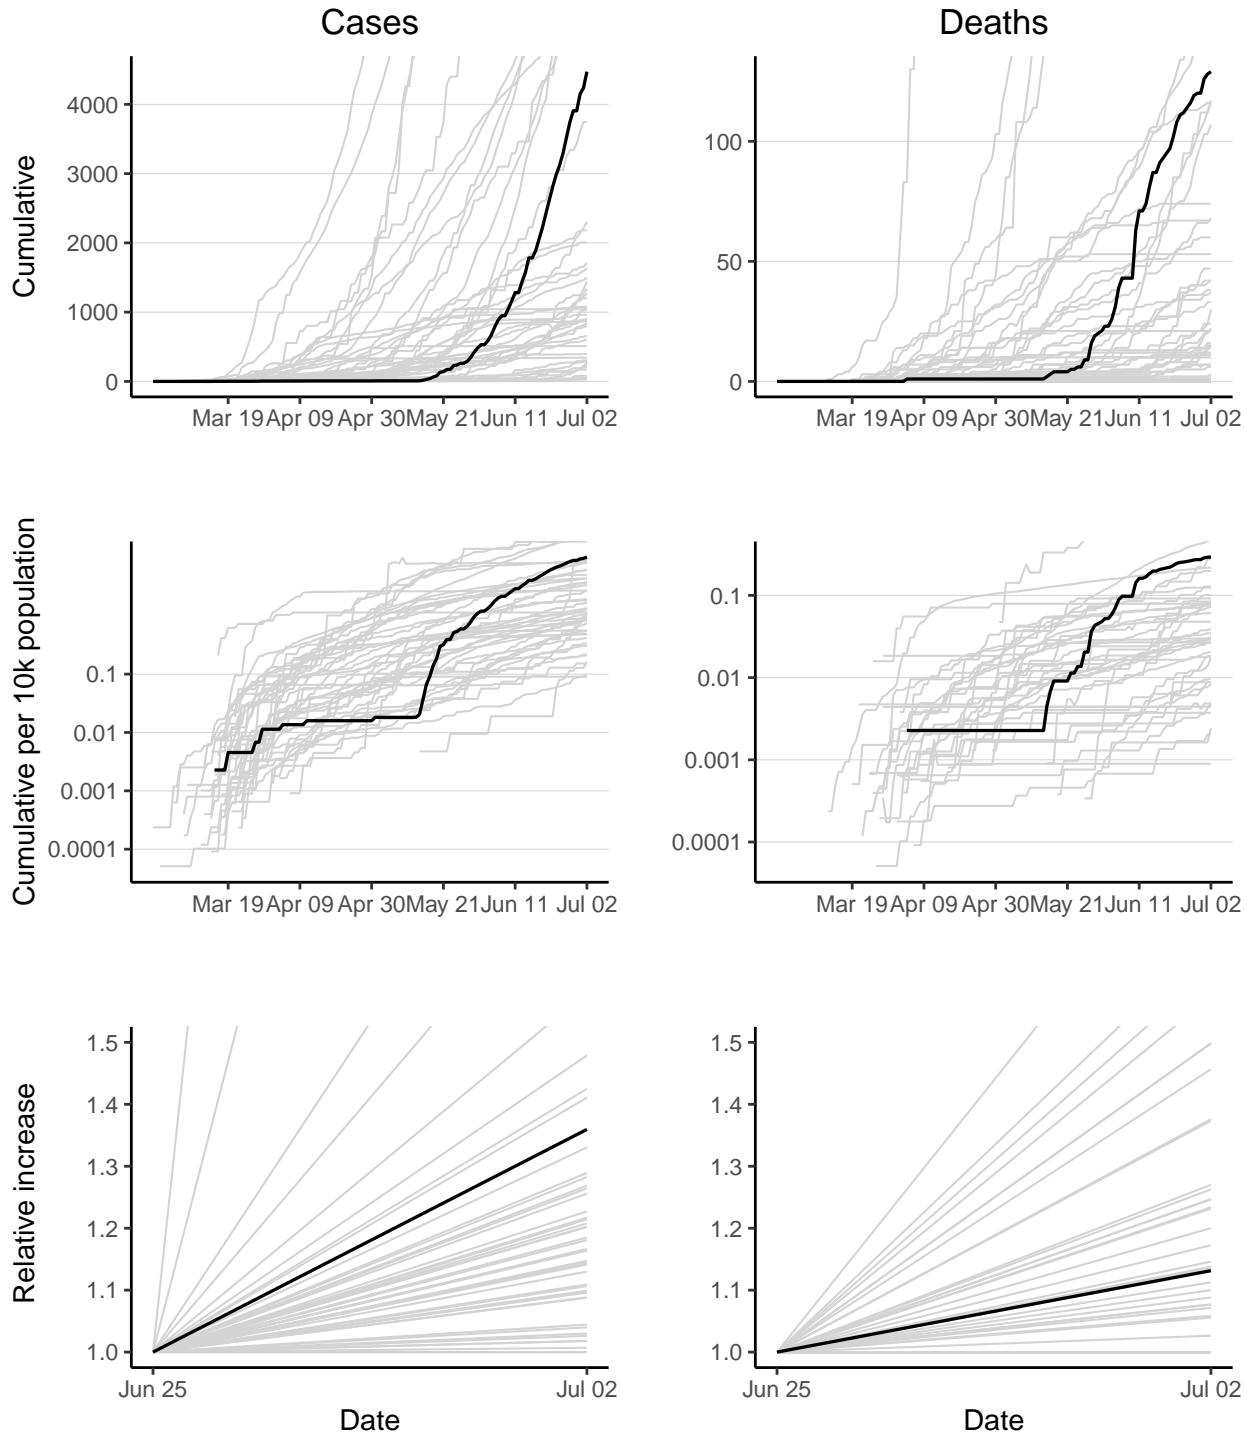 Cases
Deaths
Cumulative
4000
3000
2000
1000
0
Mar 19 Apr 09 Apr 30 May 21 Jun 11 Jul 02
100
50
0
Mar 19 Apr 09 Apr 30 May 21 Jun 11 Jul 02
Cumulative per 10k population
0.1
0.01
0.001
0.0001
Mar 19 Apr 09 Apr 30 May 21 Jun 11 Jul 02
0.1
0.01
0.001
0.0001
Mar 19 Apr 09 Apr 30 May 21 Jun 11 Jul 02
Relative increase
1.5
1.4
1.3
1.2
1.1
1.0
Jun 25 Jul 02
Date
1.5
1.4
1.3
1.2
1.1
1.0
Jun 25 Jul 02
Date